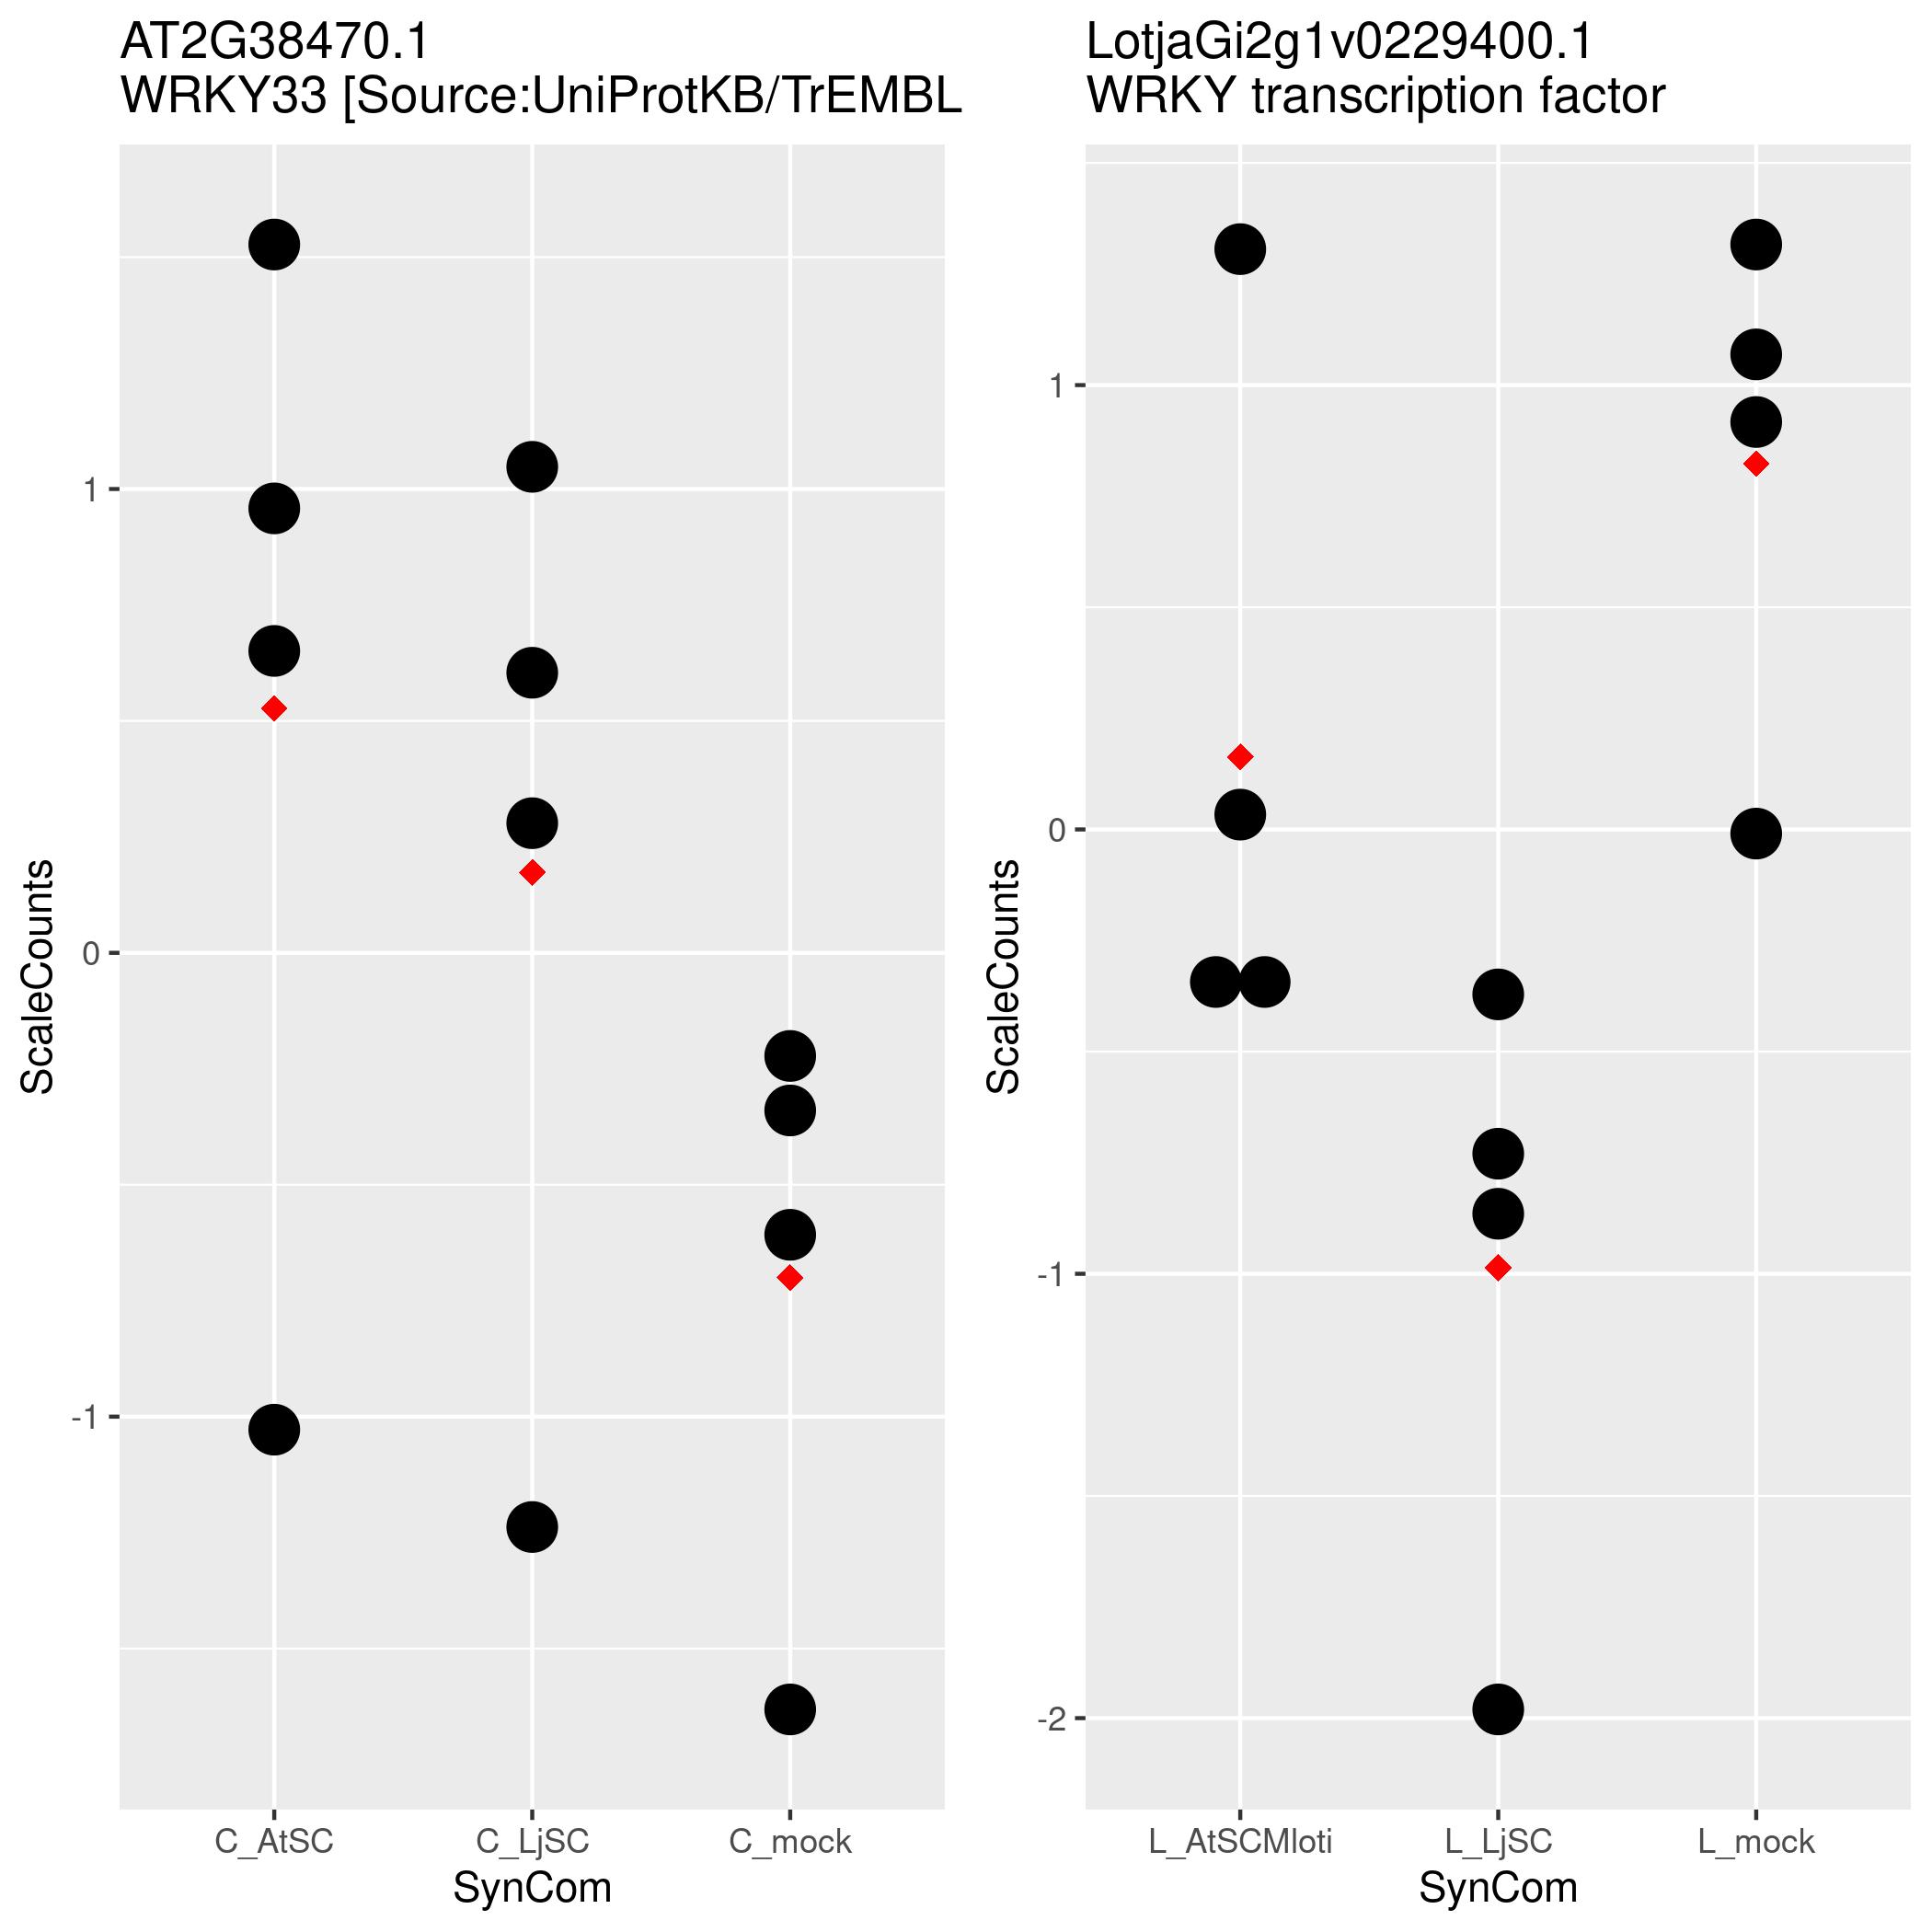 AT2G38470.1
WRKY33 [Source:UniProtKB/TrEMBL
ScaleCounts
1
0
-1
C_AtSC
C_LjSC
C_mock
SynCom
LotjaGi2g1v0229400.1
WRKY transcription factor
ScaleCounts
1
0
-1
-2
L_AtSCMloti
L_LjSC
L_mock
SynCom